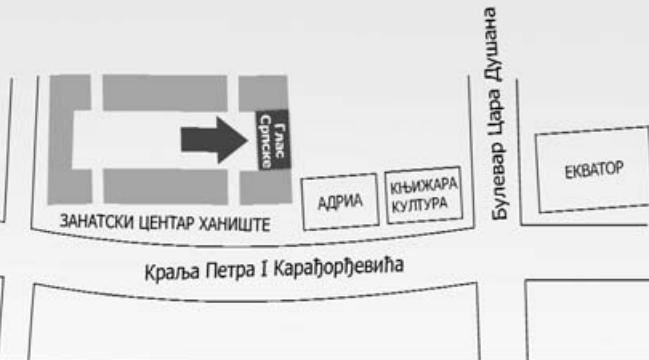 Булевар Цара Душана
Глас
Српске
ЕКВАТОР
АДРИА
КЊИЖАРА
КУЛТУРА
ЗАНАТСКИ ЦЕНТАР ХАНИШТЕ
Краља Петра I Карађорђевића